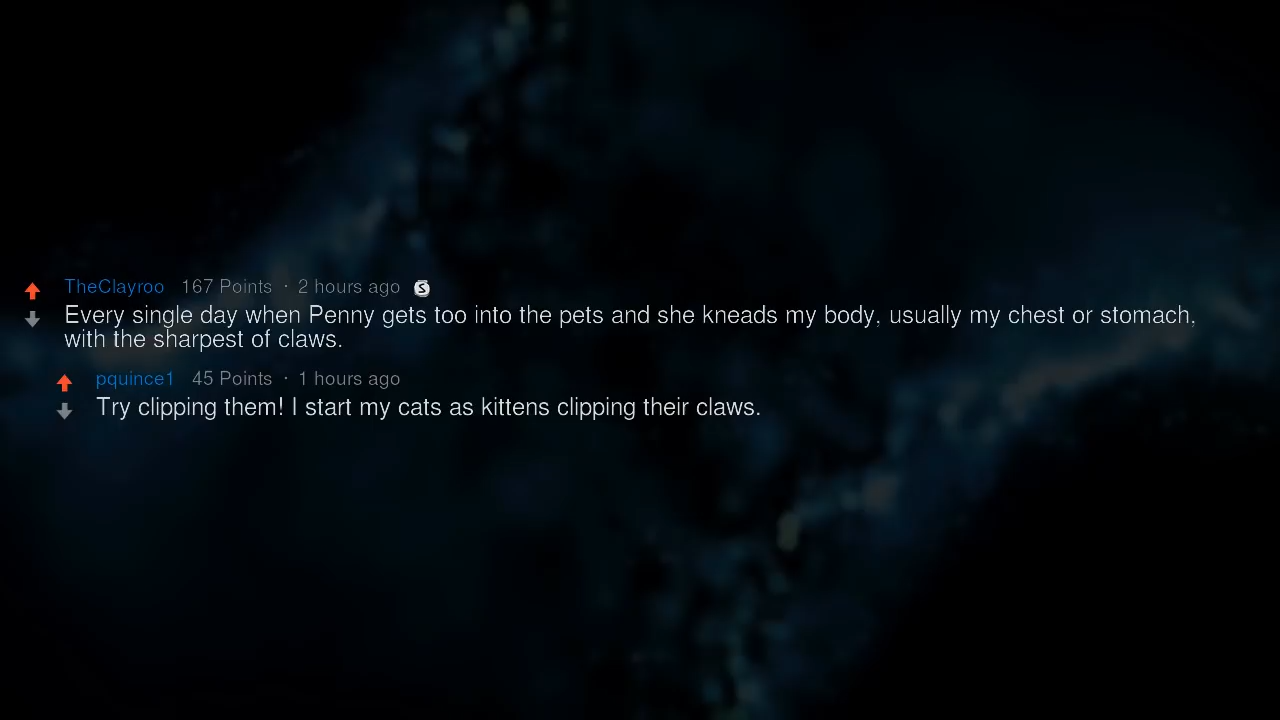 TheClayroo 167 Points · 2 hours ago S
Every single day when Penny gets too into the pets and she kneads my body, usually my chest or stomach,
with the sharpest of claws.
pquince1 45 Points · 1 hours ago
Try clipping them! I start my cats as kittens clipping their claws.